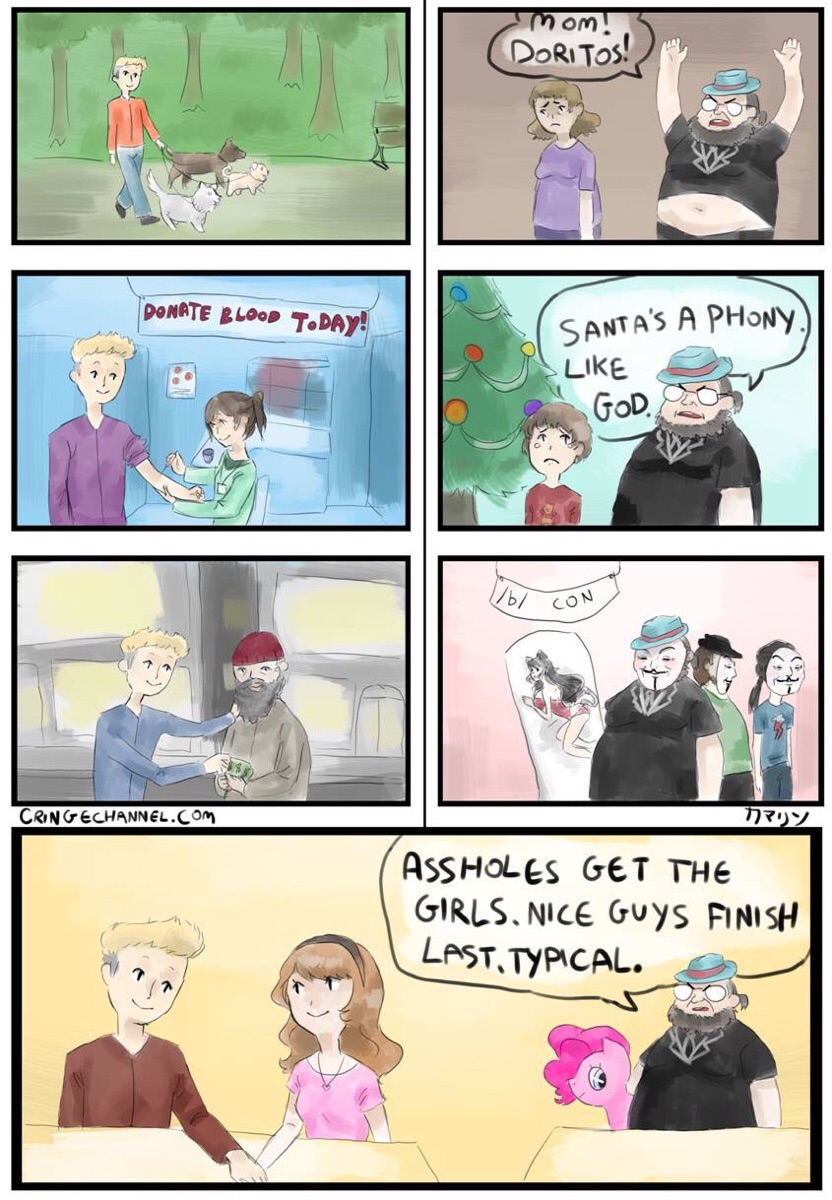 MOM!
DORITOS!
DONATE BLOOD TODAY!
SANTA'S A PHONY.
LIKE
GOD.
/b/ CON
$$
CRINGECHANNEL.COM
カマリン
ASSHOLES GET THE
GIRLS. NICE GUYS FINISH
LAST. TYPICAL.